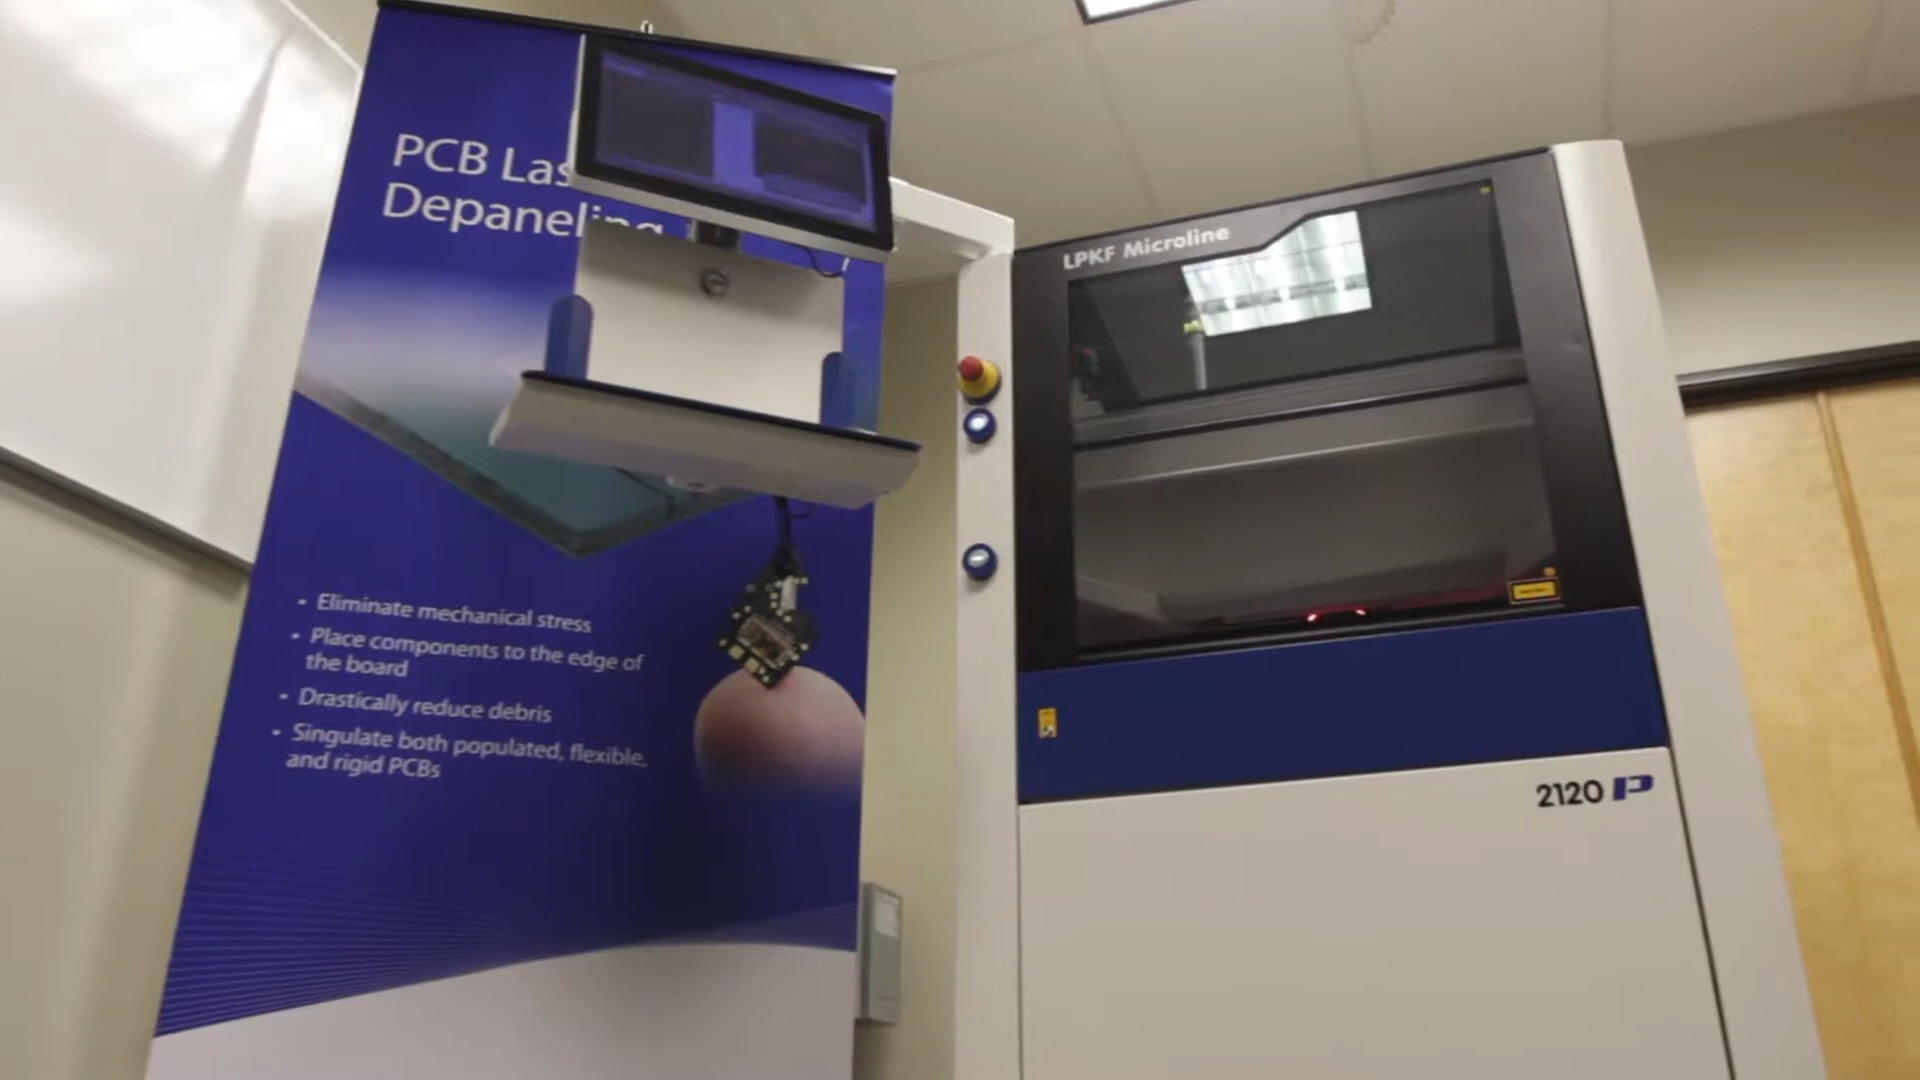 PCB Las
Depaneling
• Eliminate mechanical stress
• Place components to the edge of
the board
• Drastically reduce debris
• Singulate both populated, flexible,
and rigid PCBs
LPKF Microline
2120 P